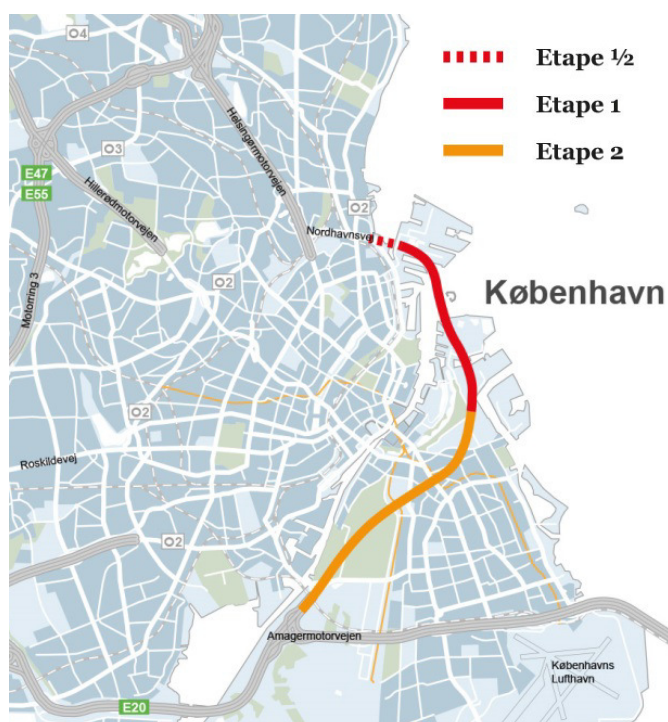 O4
Etape ½
Etape 1
Helsingørmotorvejen
O3
Etape 2
E47
E55
Hillerødmotorvejen
O2
Nordhavnsvej
O2
København
Motorring 3
O2
Roskildevej
O2
Amagermotorvejen
Københavns
Lufthavn
E20